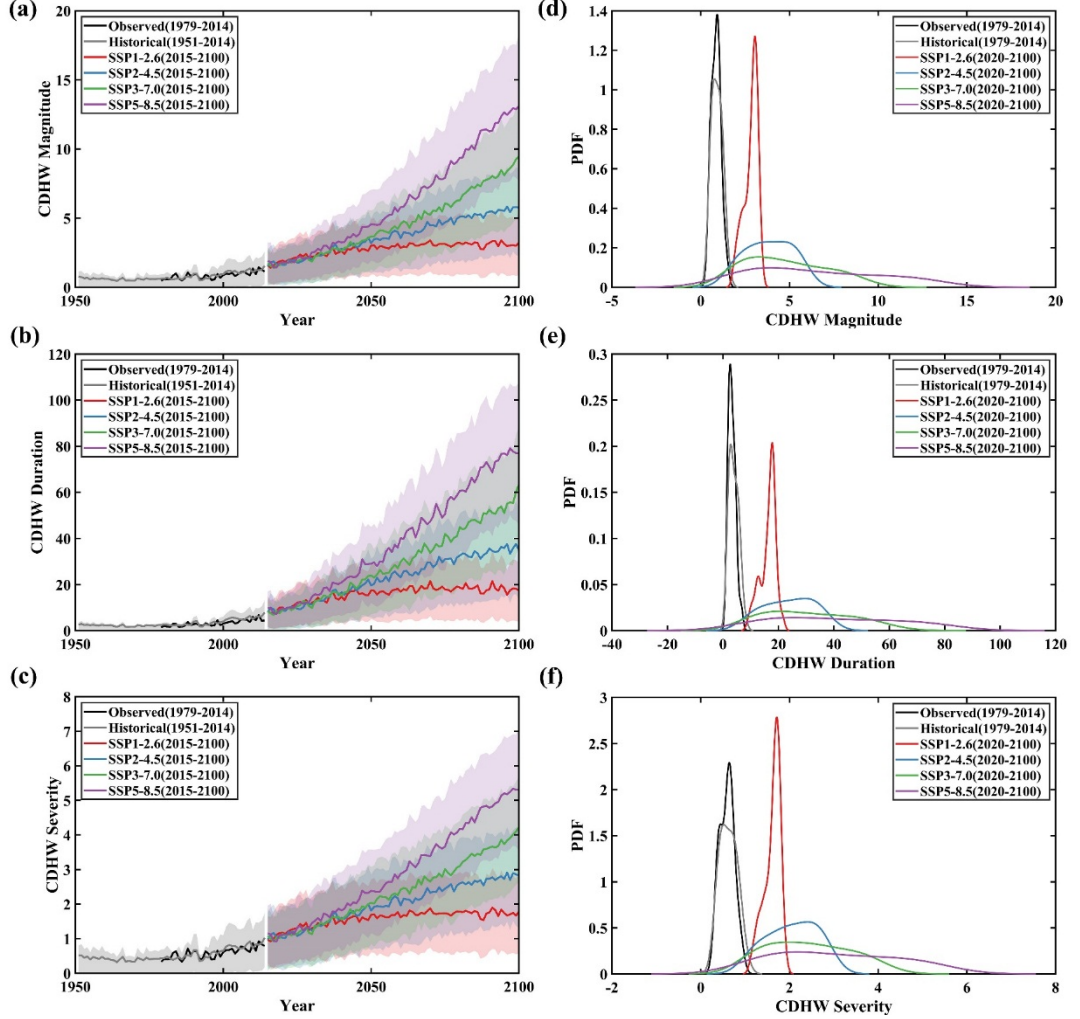 (a)
20
15
10
5
0
1950
2000
2050
2100
CDHW Magnitude
Year
Observed(1979-2014)
Historical(1951-2014)
SSP1-2.6(2015-2100)
SSP2-4.5(2015-2100)
SSP3-7.0(2015-2100)
SSP5-8.5(2015-2100)
(d)
1.4
1.2
1
0.8
0.6
0.4
0.2
0
-5
0
5
10
15
20
PDF
CDHW Magnitude
Observed(1979-2014)
Historical(1979-2014)
SSP1-2.6(2020-2100)
SSP2-4.5(2020-2100)
SSP3-7.0(2020-2100)
SSP5-8.5(2020-2100)
(b)
120
100
80
60
40
20
0
1950
2000
2050
2100
CDHW Duration
Year
Observed(1979-2014)
Historical(1951-2014)
SSP1-2.6(2015-2100)
SSP2-4.5(2015-2100)
SSP3-7.0(2015-2100)
SSP5-8.5(2015-2100)
(e)
0.3
0.25
0.2
0.15
0.1
0.05
0
-40
-20
0
20
40
60
80
100
120
PDF
CDHW Duration
Observed(1979-2014)
Historical(1979-2014)
SSP1-2.6(2020-2100)
SSP2-4.5(2020-2100)
SSP3-7.0(2020-2100)
SSP5-8.5(2020-2100)
(c)
8
7
6
5
4
3
2
1
0
1950
2000
2050
2100
CDHW Severity
Year
Observed(1979-2014)
Historical(1951-2014)
SSP1-2.6(2015-2100)
SSP2-4.5(2015-2100)
SSP3-7.0(2015-2100)
SSP5-8.5(2015-2100)
(f)
3
2.5
2
1.5
1
0.5
0
-2
0
2
4
6
8
PDF
CDHW Severity
Observed(1979-2014)
Historical(1979-2014)
SSP1-2.6(2020-2100)
SSP2-4.5(2020-2100)
SSP3-7.0(2020-2100)
SSP5-8.5(2020-2100)